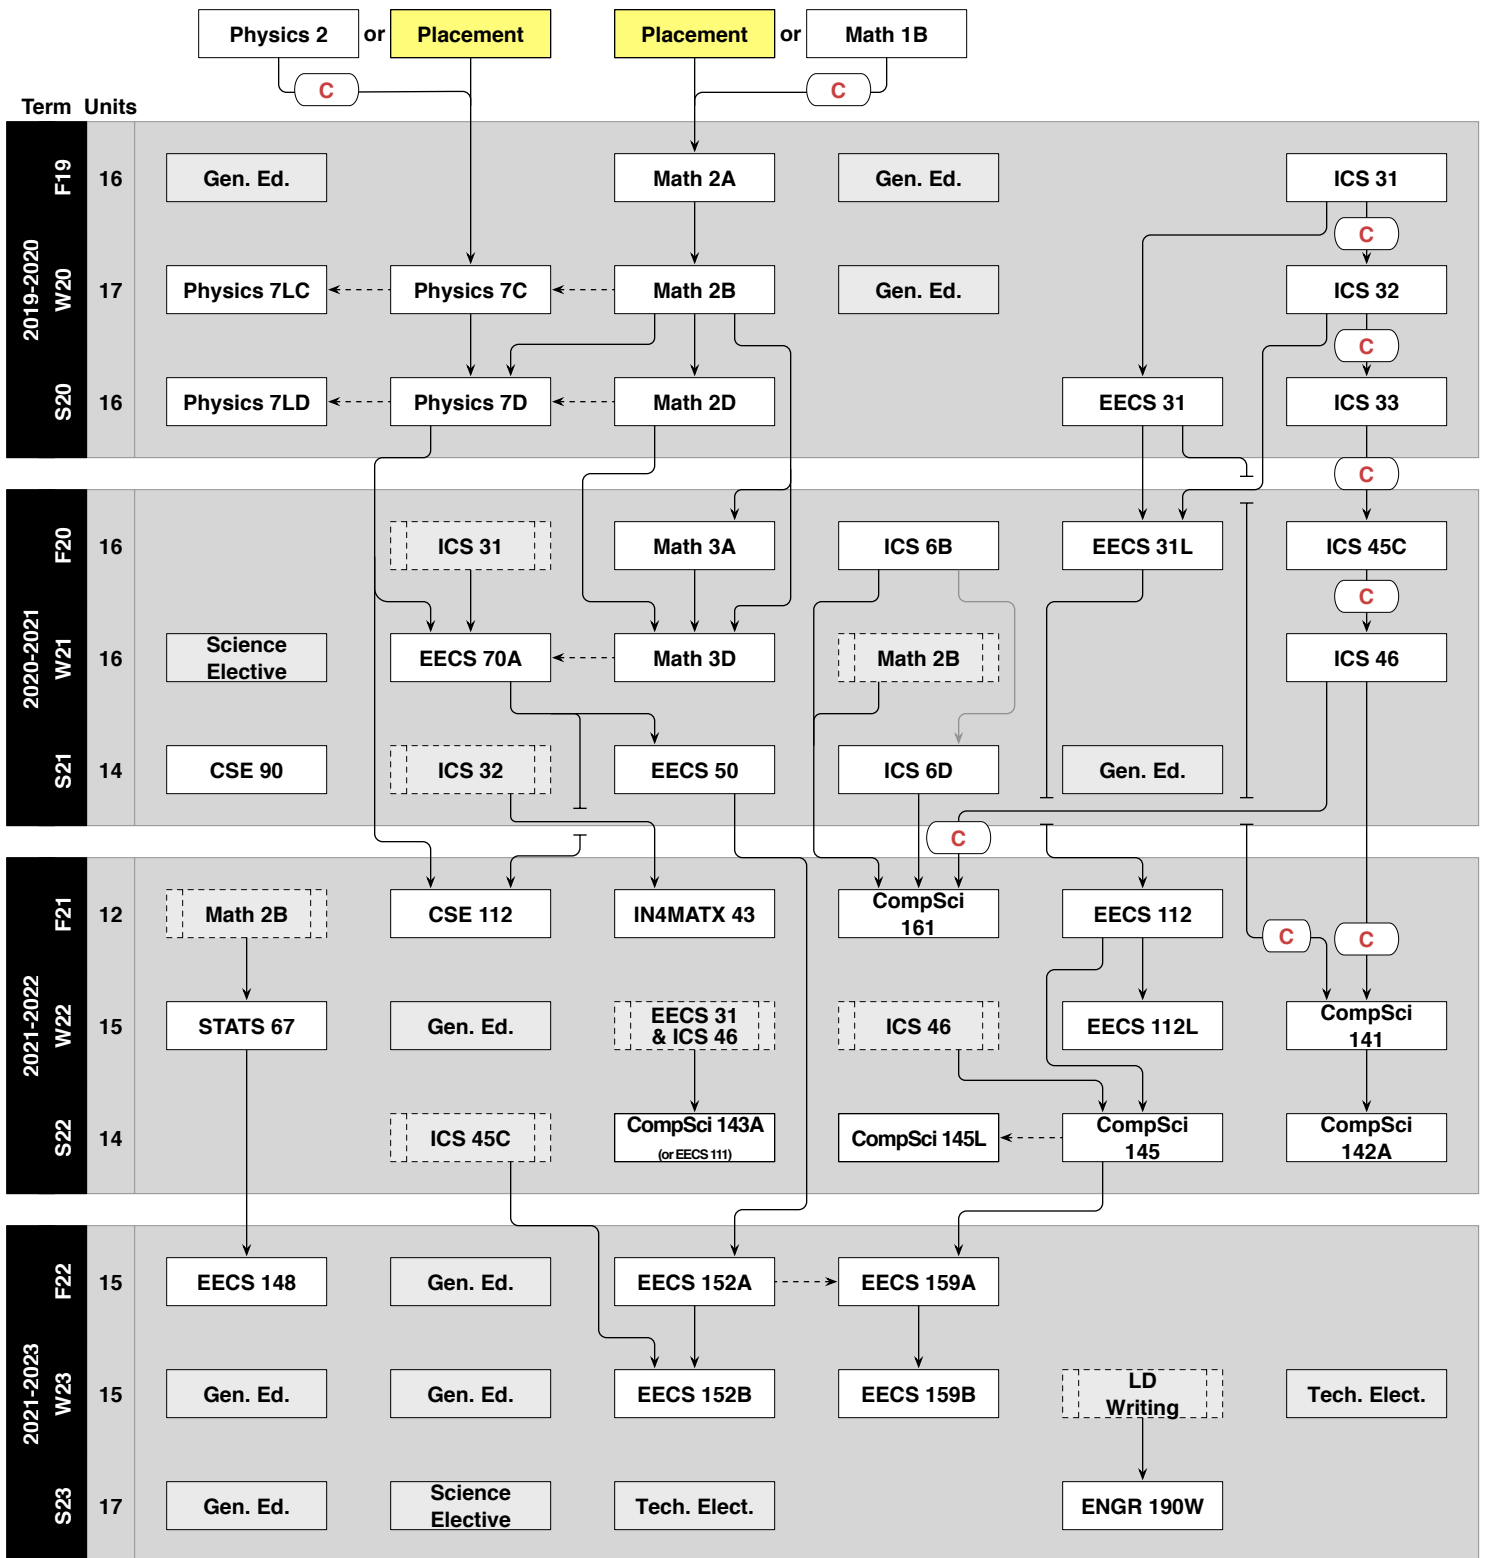 Physics 2 or Placement Placement or Math 1B
C C
Term Units
2019-2020
F19 16 Gen. Ed. Math 2A Gen. Ed. ICS 31
C
W20 17 Physics 7LC Physics 7C Math 2B Gen. Ed. ICS 32
C
S20 16 Physics 7LD Physics 7D Math 2D EECS 31 ICS 33
C
2020-2021
F20 16 ICS 31 Math 3A ICS 6B EECS 31L ICS 45C
C
W21 16 Science
Elective
EECS 70A Math 3D Math 2B ICS 46
S21 14 CSE 90 ICS 32 EECS 50 ICS 6D Gen. Ed.
C
2021-2022
F21 12 Math 2B CSE 112 IN4MATX 43 CompSci
161
EECS 112
C C
W22 15 STATS 67 Gen. Ed. EECS 31
& ICS 46
ICS 46 EECS 112L CompSci
141
S22 14 ICS 45C CompSci 143A
(or EECS 111)
CompSci 145L CompSci
145
CompSci
142A
2021-2023
F22 15 EECS 148 Gen. Ed. EECS 152A EECS 159A
W23 15 Gen. Ed. Gen. Ed. EECS 152B EECS 159B LD
Writing
Tech. Elect.
S23 17 Gen. Ed. Science
Elective
Tech. Elect. ENGR 190W